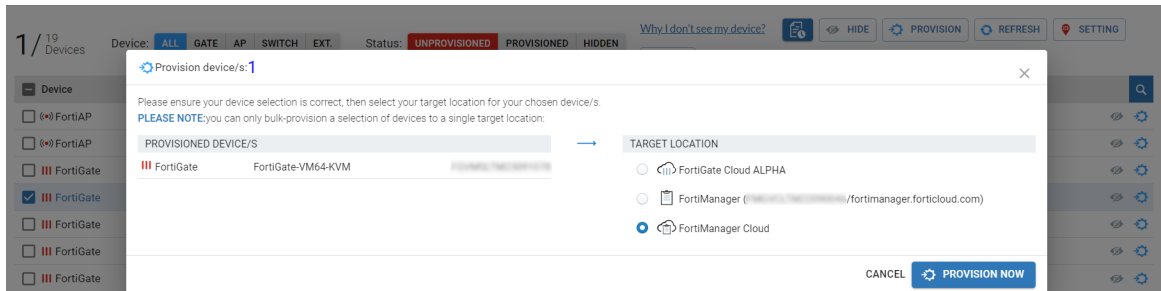 1/ 19 Devices
Device: ALL GATE AP SWITCH EXT. Status: UNPROVISIONED PROVISIONED HIDDEN
Why I don't see my device?
HIDE PROVISION REFRESH SETTING
Provision device/s:1
Device
Please ensure your device selection is correct, then select your target location for your chosen device/s.
PLEASE NOTE:you can only bulk-provision a selection of devices to a single target location:
FortiAP
FortiAP
FortiGate
FortiGate
FortiGate
FortiGate
FortiGate
PROVISIONED DEVICE/S
FortiGate FortiGate-VM64-KVM
TARGET LOCATION
FortiGate Cloud ALPHA
FortiManager ( /fortimanager.forticloud.com)
FortiManager Cloud
CANCEL PROVISION NOW